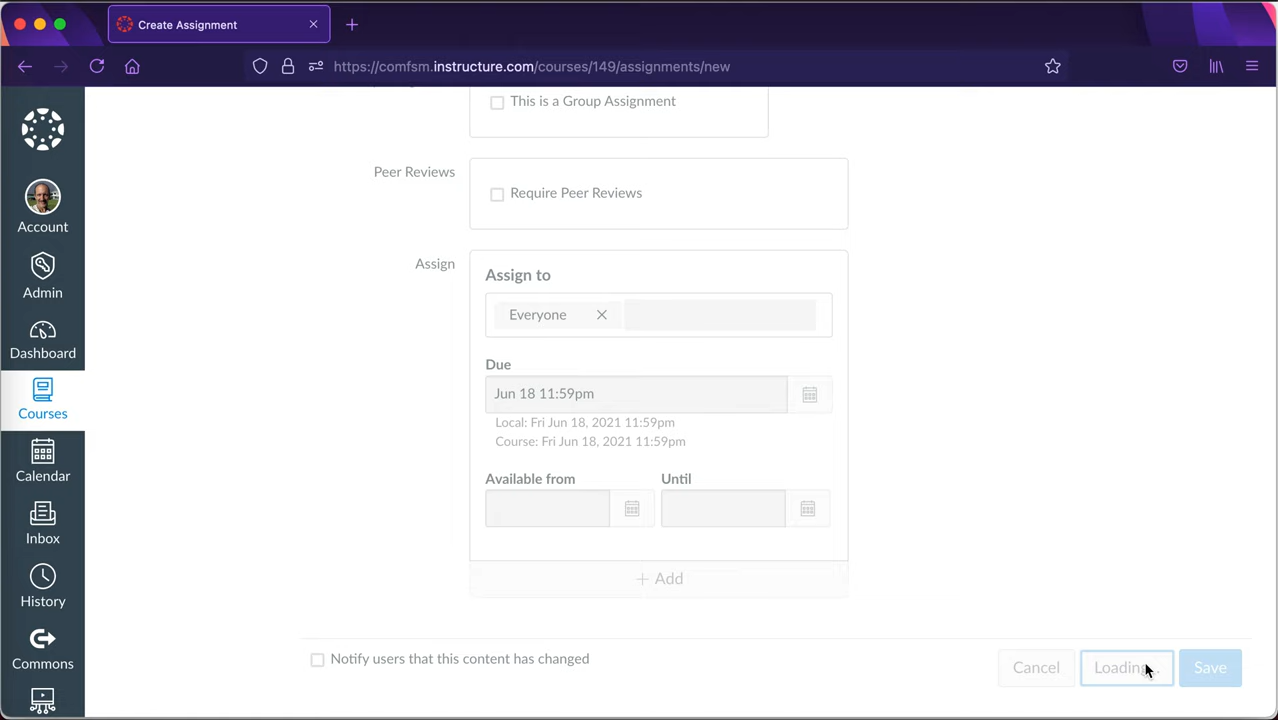 Create Assignment
https://comfsm.instructure.com/courses/149/assignments/new
This is a Group Assignment
Peer Reviews
Require Peer Reviews
Account
Admin
Dashboard
Courses
Calendar
Inbox
History
Commons
Assign
Assign to
Everyone
Due
Jun 18 11:59pm
Local: Fri Jun 18, 2021 11:59pm
Course: Fri Jun 18, 2021 11:59pm
Available from
Until
+ Add
Notify users that this content has changed
Cancel
Loading...
Save